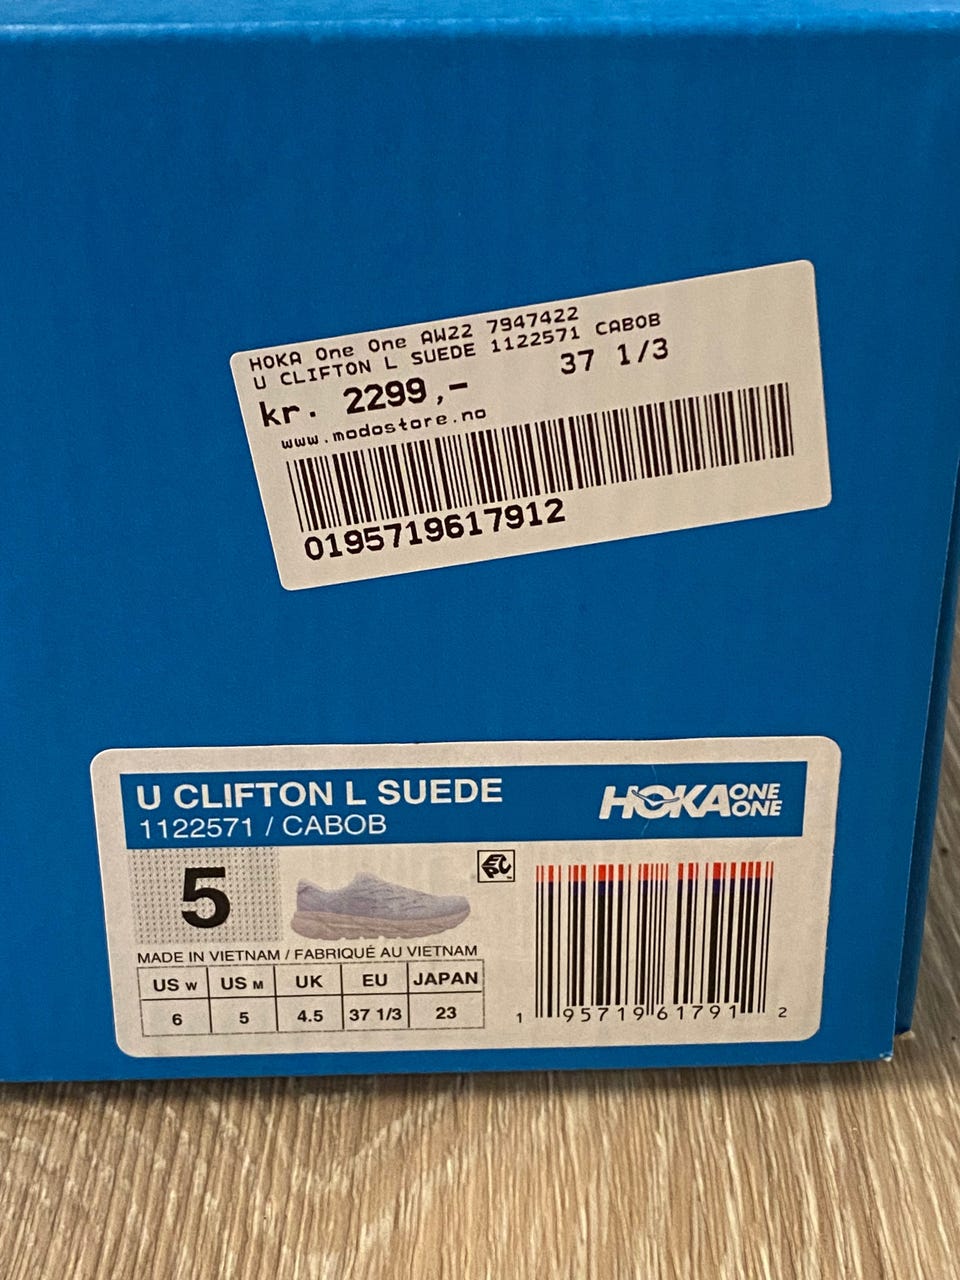 HOKA One One AW22 7947422
U CLIFTON L SUEDE 1122571 CABOB
kr. 2299,- 37 1/3
www.modostore.no
0195719617912
U CLIFTON L SUEDE
1122571 / CABOB
HOKA ONE ONE
5
EPC
MADE IN VIETNAM / FABRIQUÉ AU VIETNAM
US W US M UK EU JAPAN
6 5 4.5 37 1/3 23
1 95719 61791 2